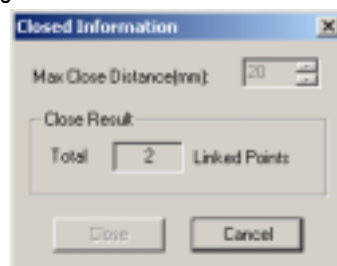 Closed Information
Max Close Distance(mm): 20
Close Result
Total 2 Linked Points
Close Cancel